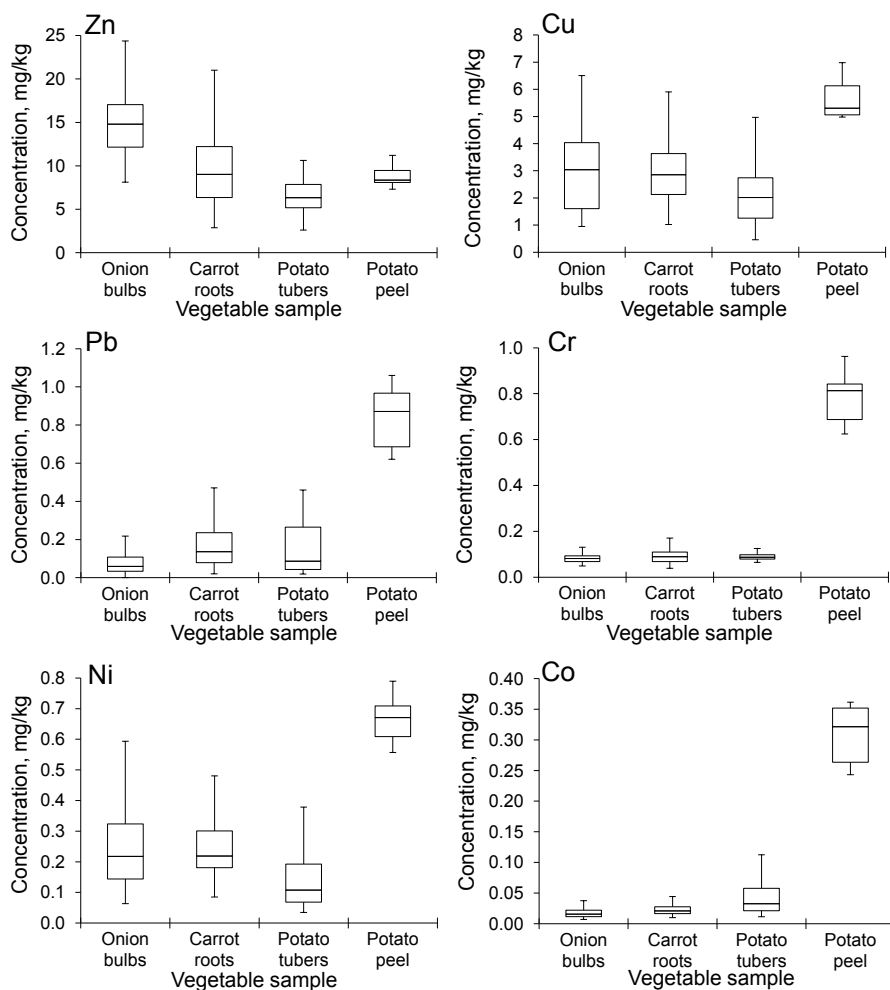 Zn
Concentration, mg/kg
25
20
15
10
5
0
Onion bulbs
Carrot roots
Potato tubers
Potato peel
Vegetable sample
Cu
Concentration, mg/kg
8
7
6
5
4
3
2
1
0
Onion bulbs
Carrot roots
Potato tubers
Potato peel
Vegetable sample
Pb
Concentration, mg/kg
1.2
1.0
0.8
0.6
0.4
0.2
0.0
Onion bulbs
Carrot roots
Potato tubers
Potato peel
Vegetable sample
Cr
Concentration, mg/kg
1.0
0.8
0.6
0.4
0.2
0.0
Onion bulbs
Carrot roots
Potato tubers
Potato peel
Vegetable sample
Ni
Concentration, mg/kg
0.8
0.7
0.6
0.5
0.4
0.3
0.2
0.1
0.0
Onion bulbs
Carrot roots
Potato tubers
Potato peel
Vegetable sample
Co
Concentration, mg/kg
0.40
0.35
0.30
0.25
0.20
0.15
0.10
0.05
0.00
Onion bulbs
Carrot roots
Potato tubers
Potato peel
Vegetable sample